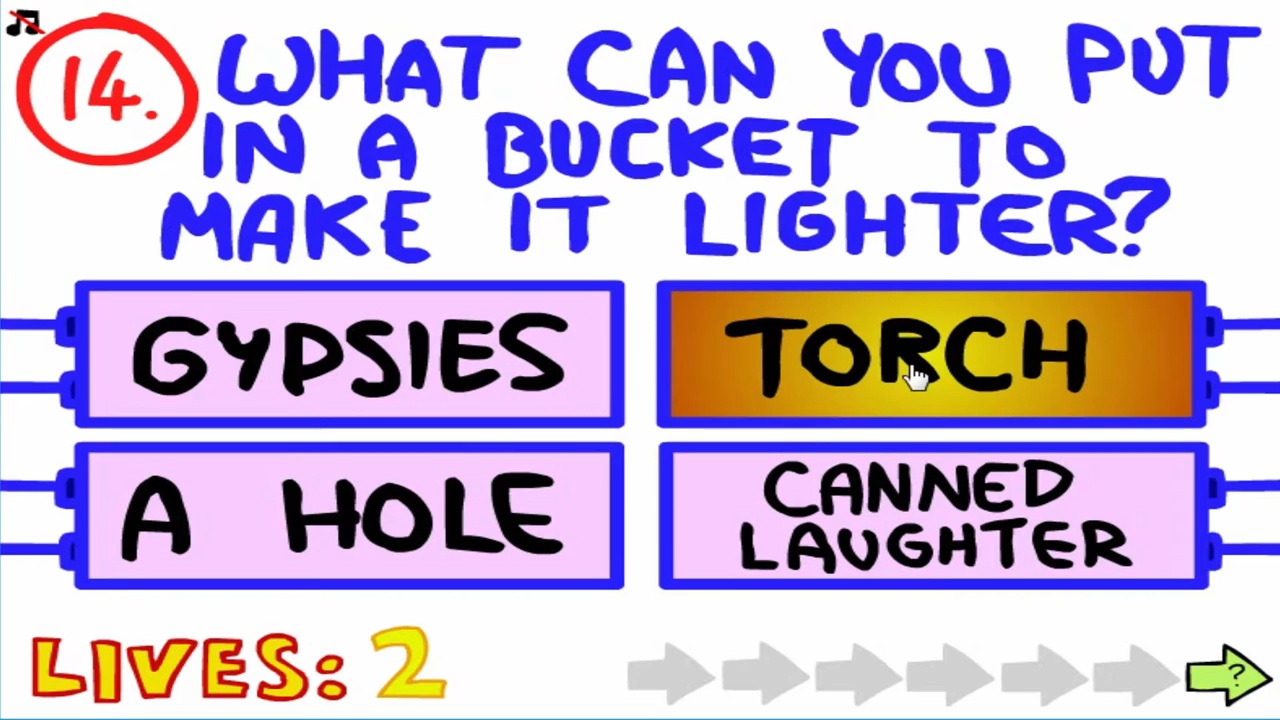 14. WHAT CAN YOU PUT
IN A BUCKET TO
MAKE IT LIGHTER?
GYPSIES
TORCH
A HOLE
CANNED
LAUGHTER
LIVES: 2
?